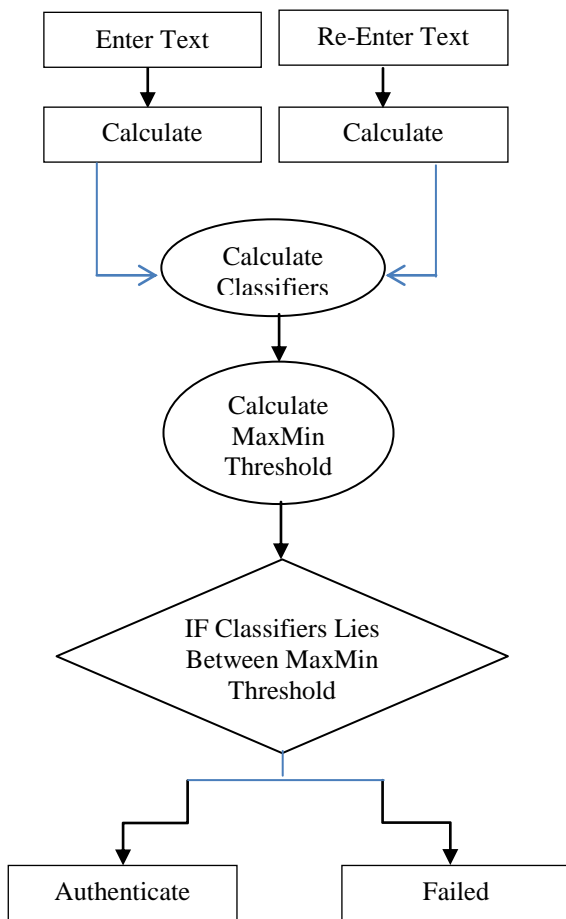 Enter Text
Re-Enter Text
Calculate
Calculate
Calculate
Classifiers
Calculate
MaxMin
Threshold
IF Classifiers Lies
Between MaxMin
Threshold
Authenticate
Failed